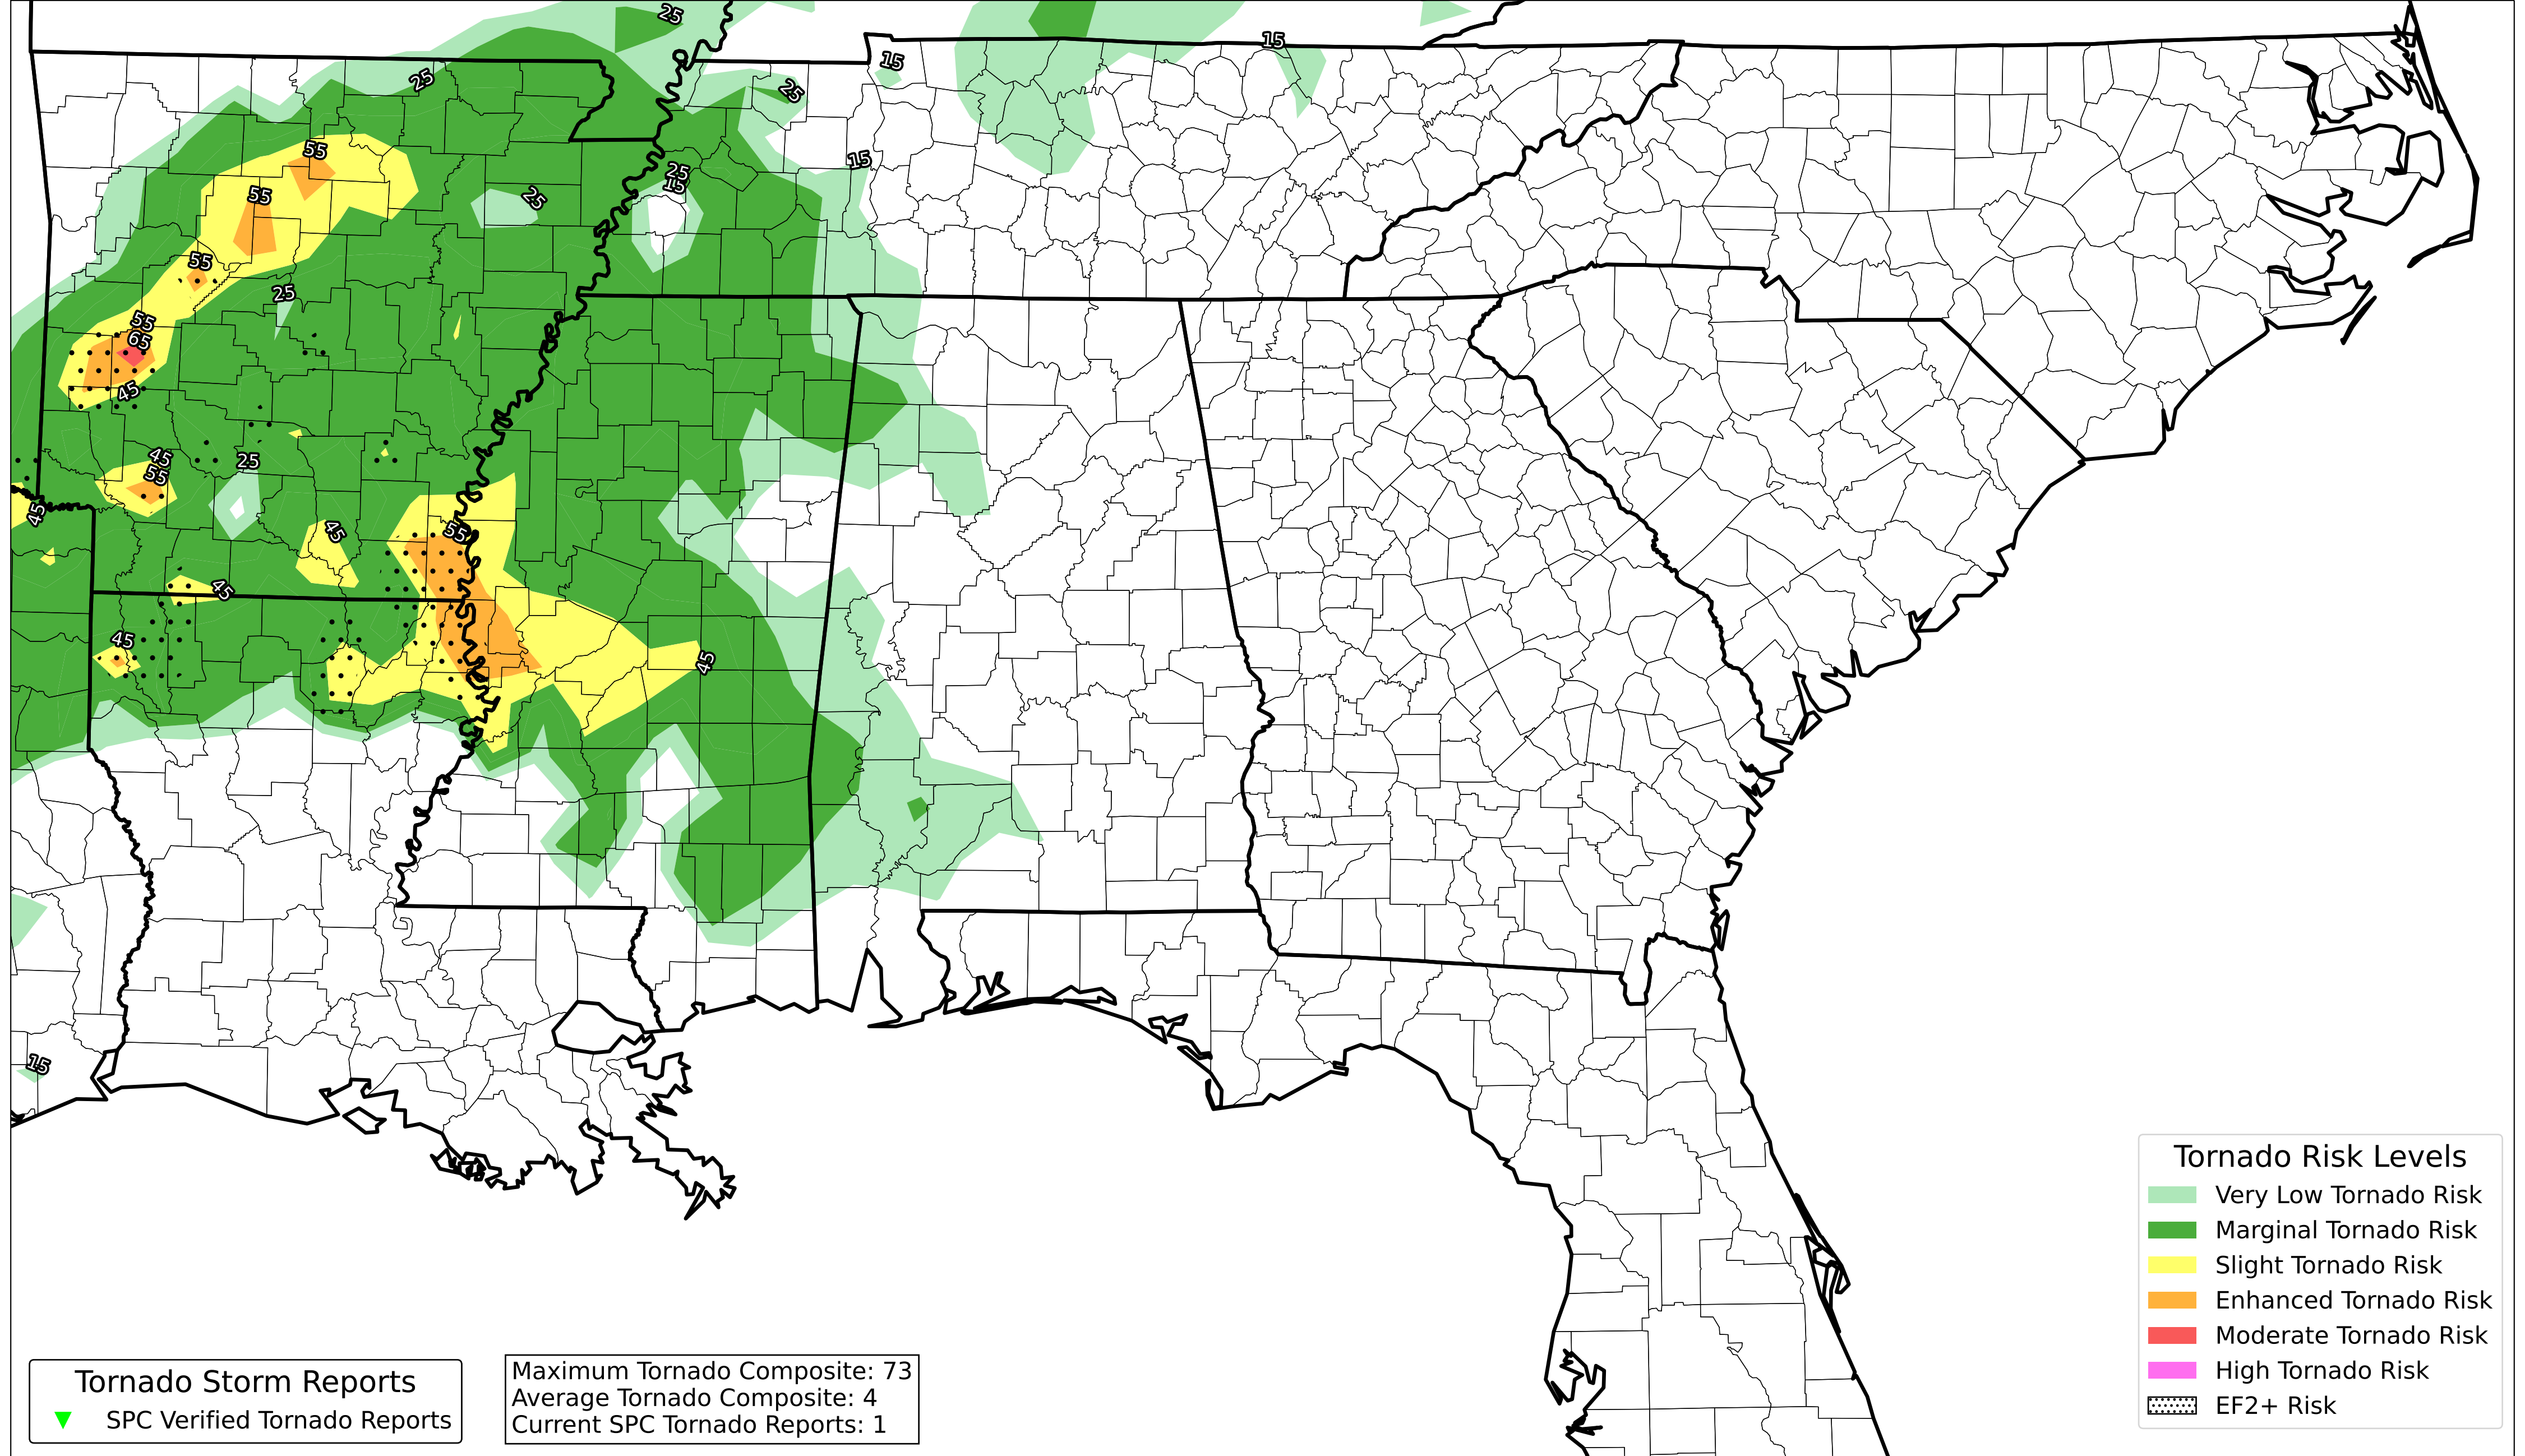 25
15
15
25
25
55
15
25
15
55
25
55
25
55
65
45
45
55
25
45
45
55
45
45
45
15
Tornado Risk Levels
Very Low Tornado Risk
Marginal Tornado Risk
Slight Tornado Risk
Enhanced Tornado Risk
Moderate Tornado Risk
High Tornado Risk
EF2+ Risk
Tornado Storm Reports
SPC Verified Tornado Reports
Maximum Tornado Composite: 73
Average Tornado Composite: 4
Current SPC Tornado Reports: 1